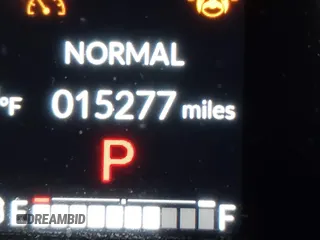 NORMAL
°F 015277 miles
P
E DREAMBID F